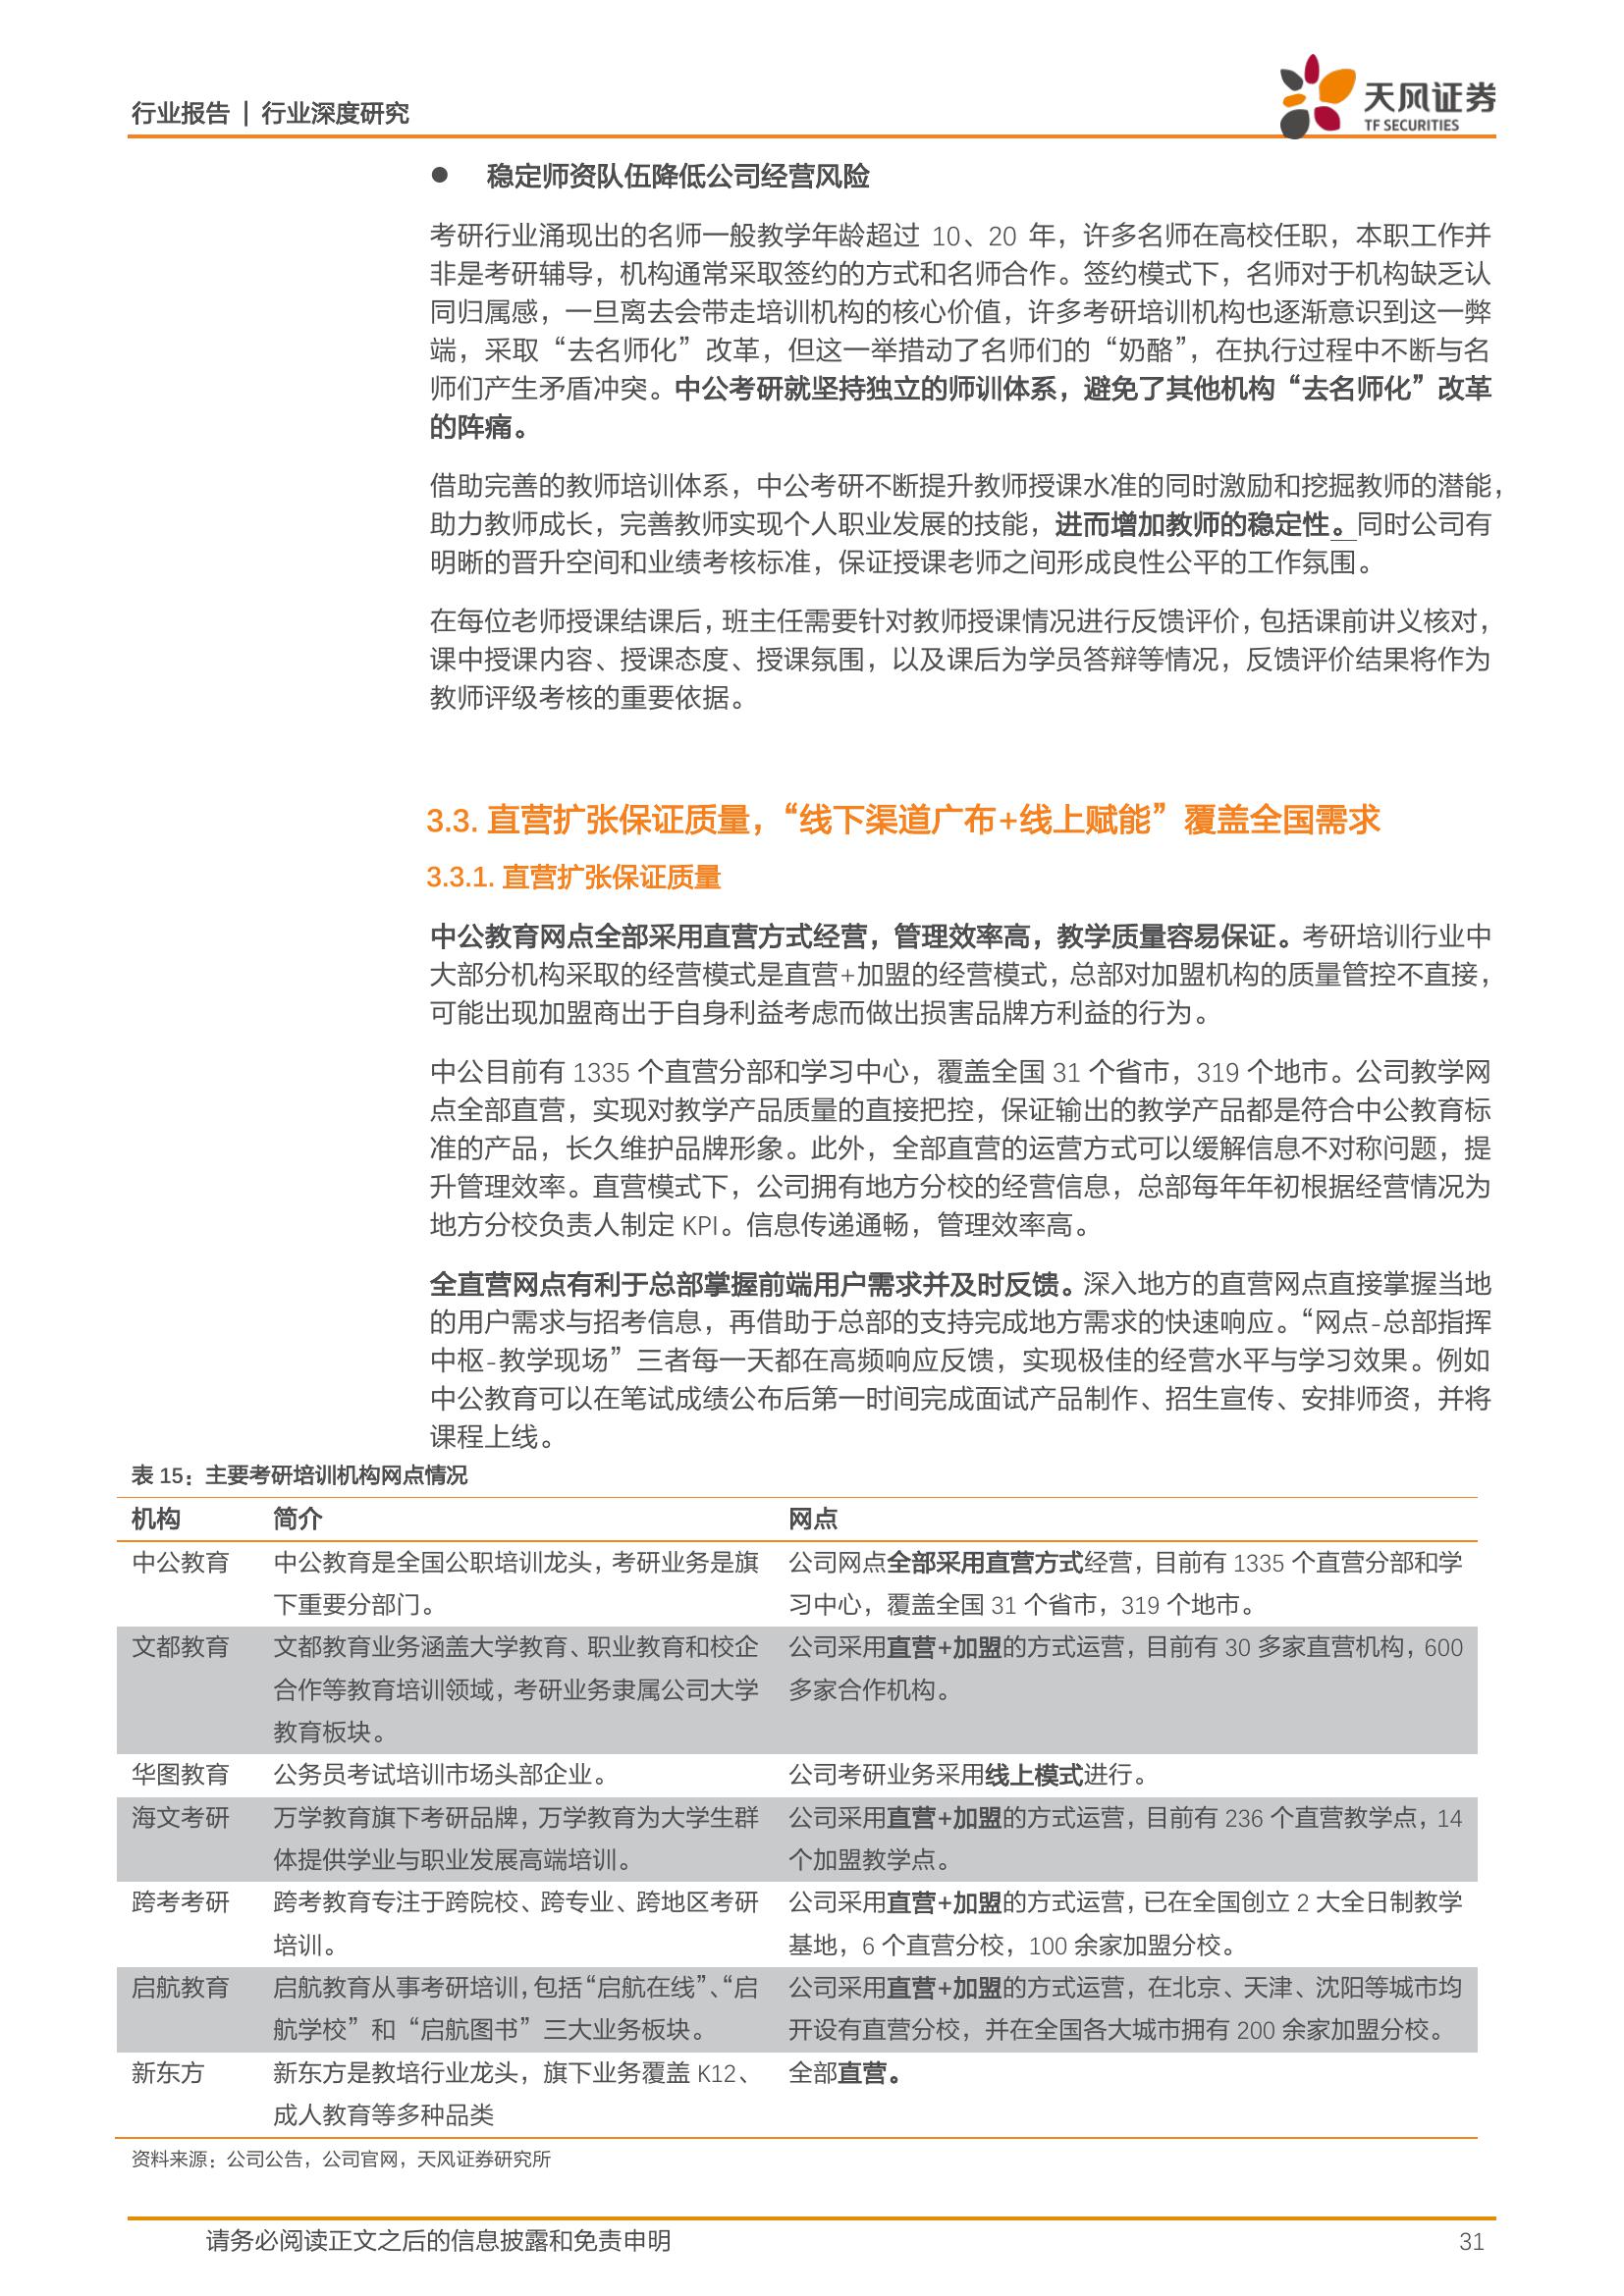 行业报告 | 行业深度研究
天风证券
TF SECURITIES
● 稳定师资队伍降低公司经营风险
考研行业涌现出的名师一般教学年龄超过 10、20 年，许多名师在高校任职，本职工作并
非是考研辅导，机构通常采取签约的方式和名师合作。签约模式下，名师对于机构缺乏认
同归属感，一旦离去会带走培训机构的核心价值，许多考研培训机构也逐渐意识到这一弊
端，采取“去名师化”改革，但这一举措动了名师们的“奶酪”，在执行过程中不断与名
师们产生矛盾冲突。中公考研就坚持独立的师训体系，避免了其他机构“去名师化”改革
的阵痛。
借助完善的教师培训体系，中公考研不断提升教师授课水准的同时激励和挖掘教师的潜能，
助力教师成长，完善教师实现个人职业发展的技能，进而增加教师的稳定性。同时公司有
明晰的晋升空间和业绩考核标准，保证授课老师之间形成良性公平的工作氛围。
在每位老师授课结课后，班主任需要针对教师授课情况进行反馈评价，包括课前讲义核对，
课中授课内容、授课态度、授课氛围，以及课后为学员答辩等情况，反馈评价结果将作为
教师评级考核的重要依据。
3.3. 直营扩张保证质量，“线下渠道广布+线上赋能”覆盖全国需求
3.3.1. 直营扩张保证质量
中公教育网点全部采用直营方式经营，管理效率高，教学质量容易保证。考研培训行业中
大部分机构采取的经营模式是直营+加盟的经营模式，总部对加盟机构的质量管控不直接，
可能出现加盟商出于自身利益考虑而做出损害品牌方利益的行为。
中公目前有 1335 个直营分部和学习中心，覆盖全国 31 个省市，319 个地市。公司教学网
点全部直营，实现对教学产品质量的直接把控，保证输出的教学产品都是符合中公教育标
准的产品，长久维护品牌形象。此外，全部直营的运营方式可以缓解信息不对称问题，提
升管理效率。直营模式下，公司拥有地方分校的经营信息，总部每年年初根据经营情况为
地方分校负责人制定 KPI。信息传递通畅，管理效率高。
全直营网点有利于总部掌握前端用户需求并及时反馈。深入地方的直营网点直接掌握当地
的用户需求与招考信息，再借助于总部的支持完成地方需求的快速响应。“网点-总部指挥
中枢-教学现场”三者每一天都在高频响应反馈，实现极佳的经营水平与学习效果。例如
中公教育可以在笔试成绩公布后第一时间完成面试产品制作、招生宣传、安排师资，并将
课程上线。
表 15：主要考研培训机构网点情况
机构 简介 网点
中公教育 中公教育是全国公职培训龙头，考研业务是旗 公司网点全部采用直营方式经营，目前有 1335 个直营分部和学
下重要分部门。 习中心，覆盖全国 31 个省市，319 个地市。
文都教育 文都教育业务涵盖大学教育、职业教育和校企 公司采用直营+加盟的方式运营，目前有 30 多家直营机构，600
合作等教育培训领域，考研业务隶属公司大学 多家合作机构。
教育板块。
华图教育 公务员考试培训市场头部企业。 公司考研业务采用线上模式进行。
海文考研 万学教育旗下考研品牌，万学教育为大学生群 公司采用直营+加盟的方式运营，目前有 236 个直营教学点，14
体提供学业与职业发展高端培训。 个加盟教学点。
跨考考研 跨考教育专注于跨院校、跨专业、跨地区考研 公司采用直营+加盟的方式运营，已在全国创立 2 大全日制教学
培训。 基地，6 个直营分校，100 余家加盟分校。
启航教育 启航教育从事考研培训，包括“启航在线”、“启 公司采用直营+加盟的方式运营，在北京、天津、沈阳等城市均
航学校”和“启航图书”三大业务板块。 开设有直营分校，并在全国各大城市拥有 200 余家加盟分校。
新东方 新东方是教培行业龙头，旗下业务覆盖 K12、 全部直营。
成人教育等多种品类
资料来源：公司公告，公司官网，天风证券研究所
请务必阅读正文之后的信息披露和免责申明 31